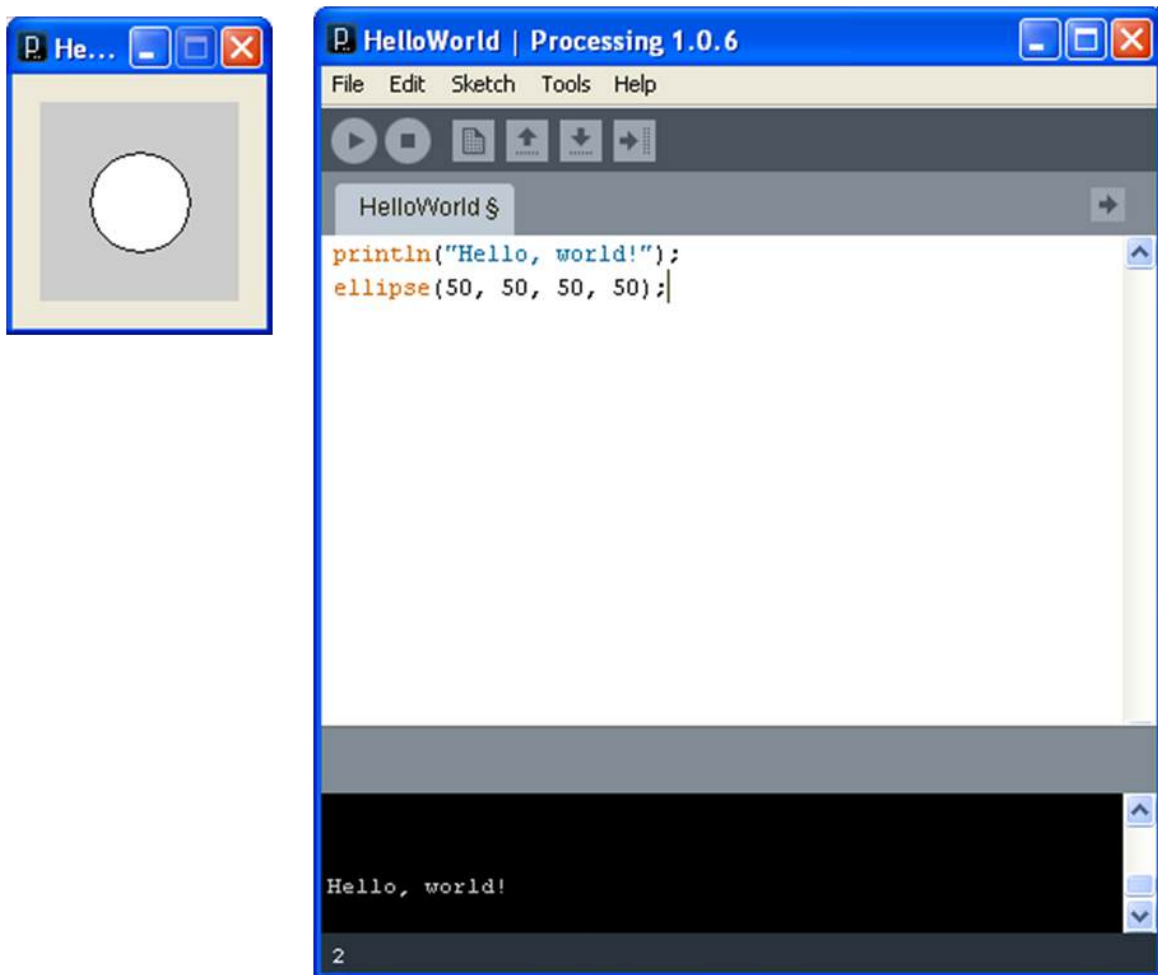 He...
HelloWorld | Processing 1.0.6
File Edit Sketch Tools Help
HelloWorld §
println("Hello, world!");
ellipse(50, 50, 50, 50);
Hello, world!
2